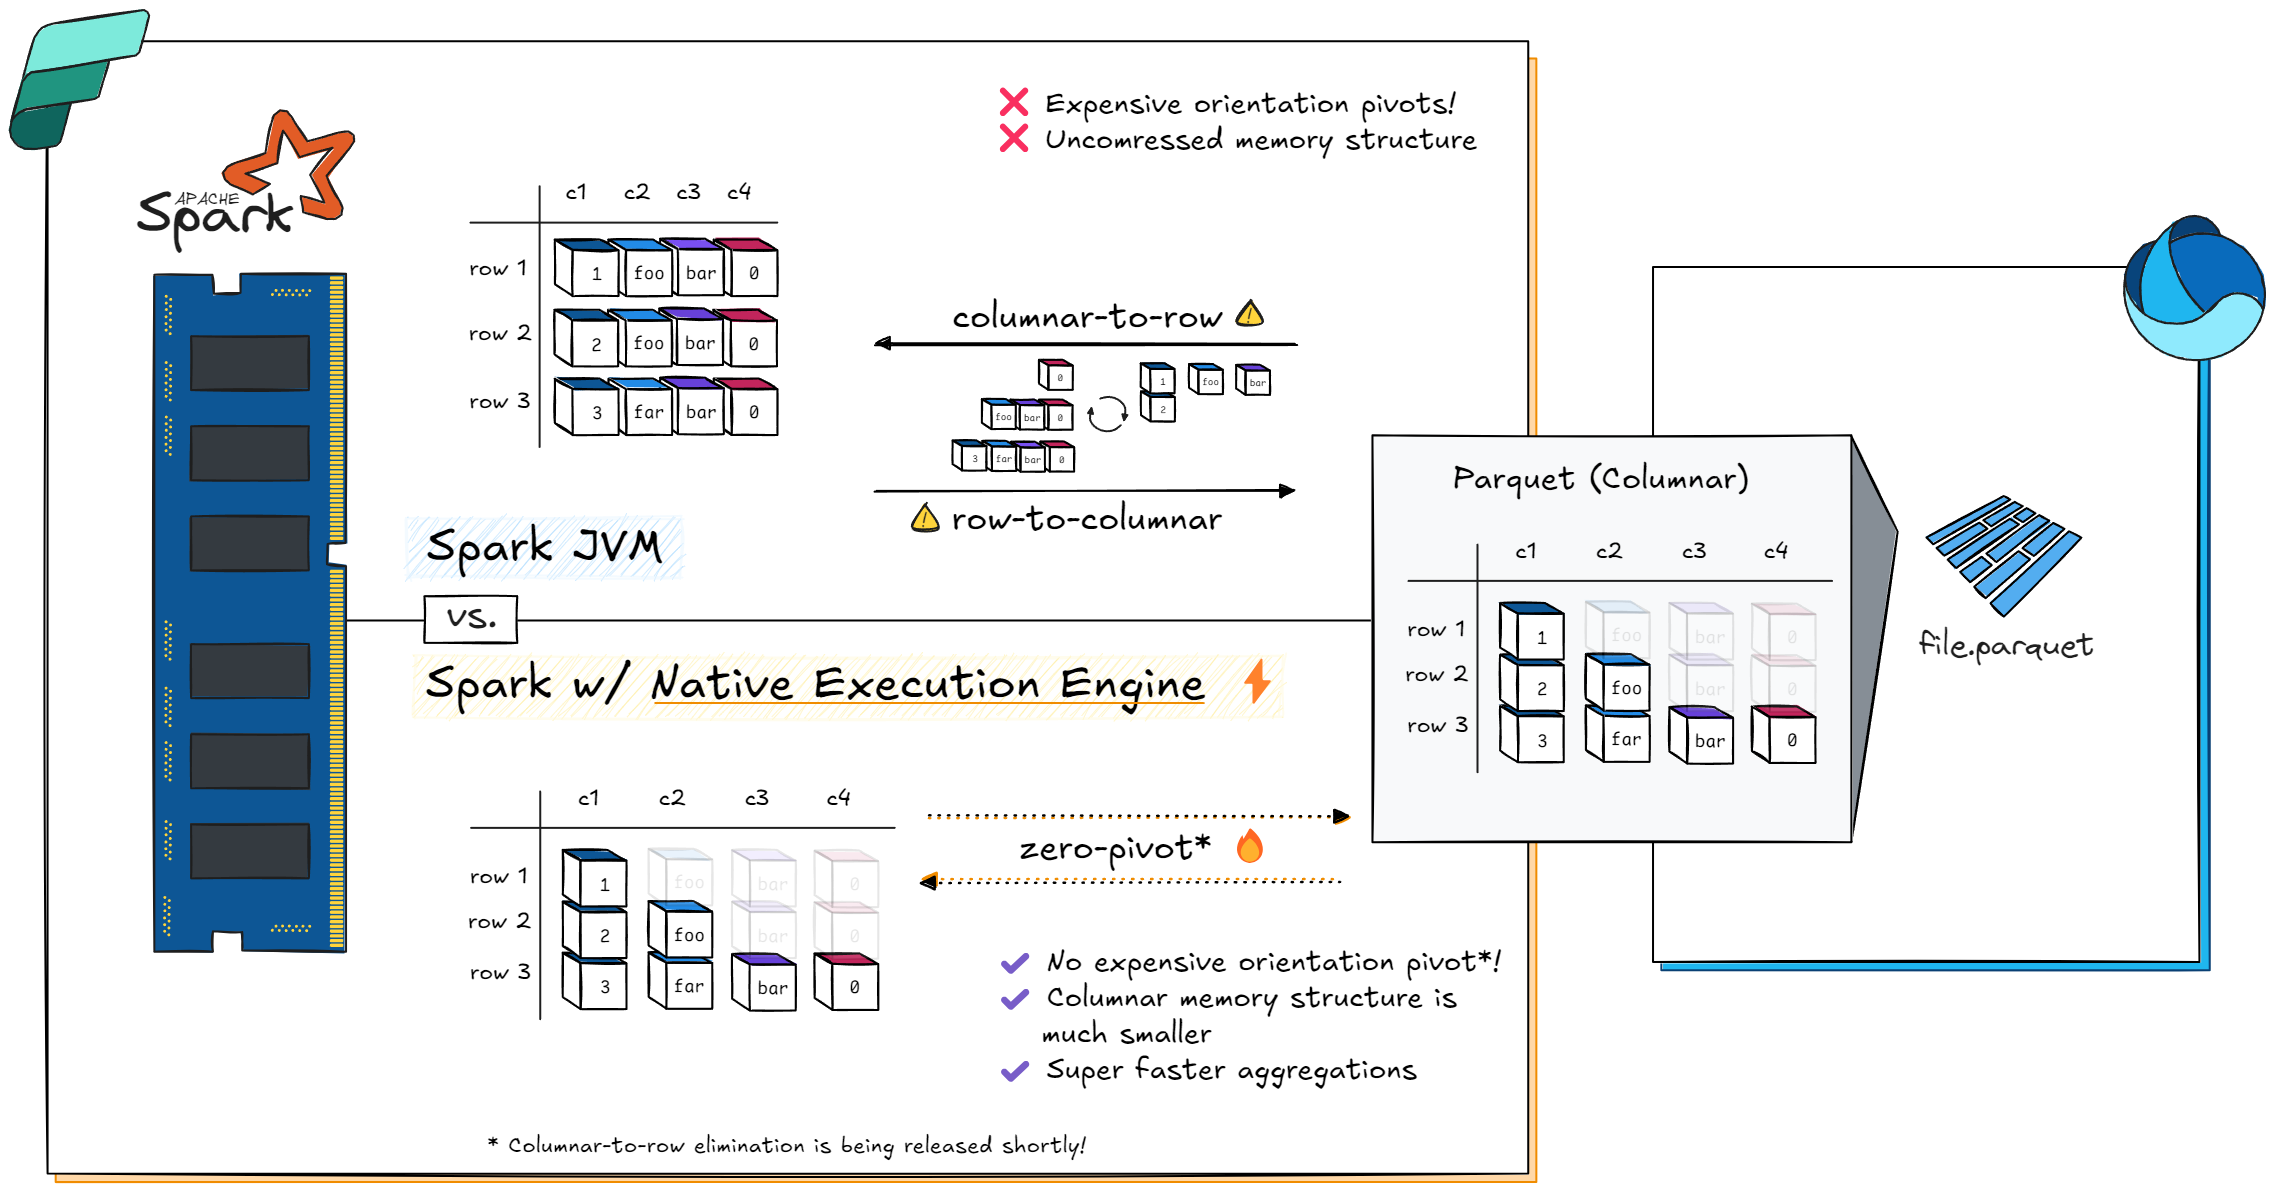 Expensive orientation pivots!
Uncomressed memory structure
APACHE
Spark
c1 c2 c3 c4
row 1 1 foo bar 0
row 2 2 foo bar 0
row 3 3 far bar 0
columnar-to-row
0 1 foo bar
foo bar 0 2
3 far bar 0
row-to-columnar
Spark JVM
vs.
Spark w/ Native Execution Engine
c1 c2 c3 c4
row 1 1 foo bar 0
row 2 2 foo bar 0
row 3 3 far bar 0
zero-pivot*
No expensive orientation pivot*!
Columnar memory structure is
much smaller
Super faster aggregations
* Columnar-to-row elimination is being released shortly!
Parquet (Columnar)
c1 c2 c3 c4
row 1 1 foo bar 0
row 2 2 foo bar 0
row 3 3 far bar 0
file.parquet